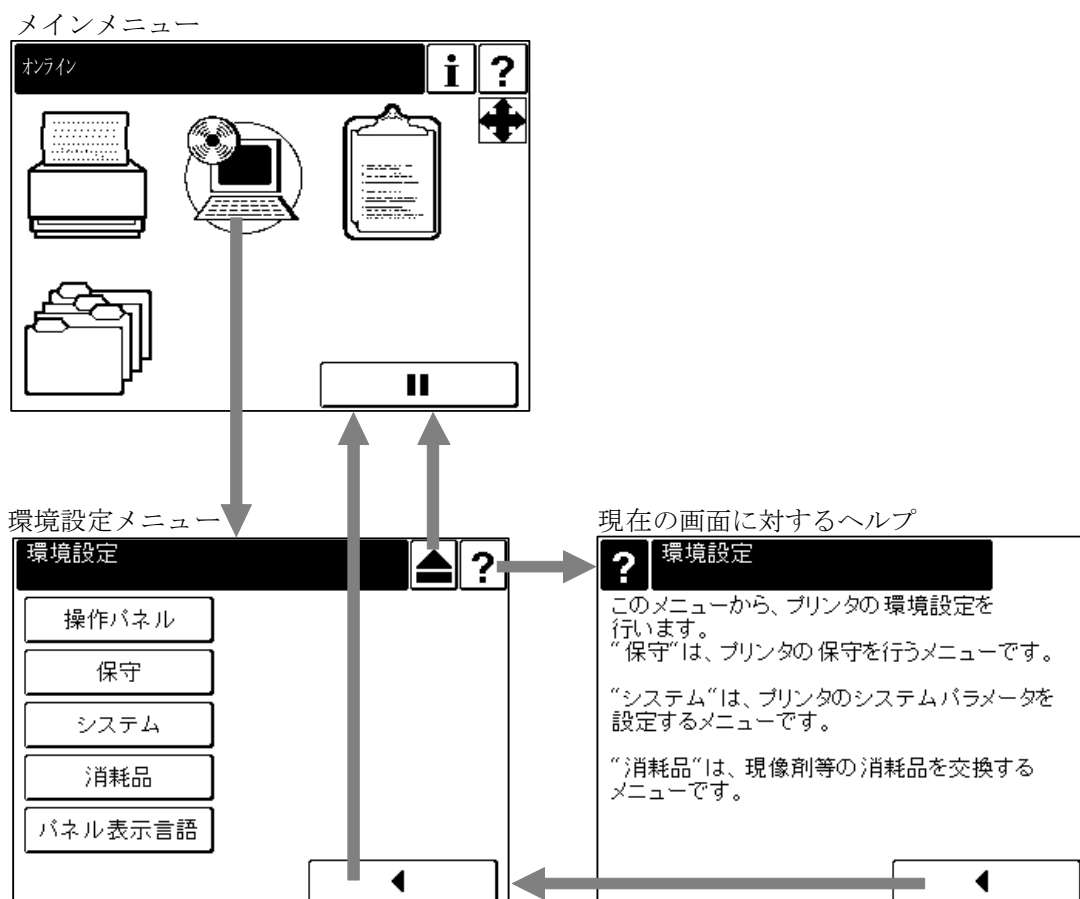 メインメニュー
オンライン
i ?
環境設定メニュー
環境設定
?
操作パネル
保守
システム
消耗品
パネル表示言語
現在の画面に対するヘルプ
? 環境設定
このメニューから、プリンタの環境設定を
行います。
“保守“は、プリンタの保守を行うメニューです。
“システム“は、プリンタのシステムパラメータを
設定するメニューです。
“消耗品“は、現像剤等の消耗品を交換する
メニューです。